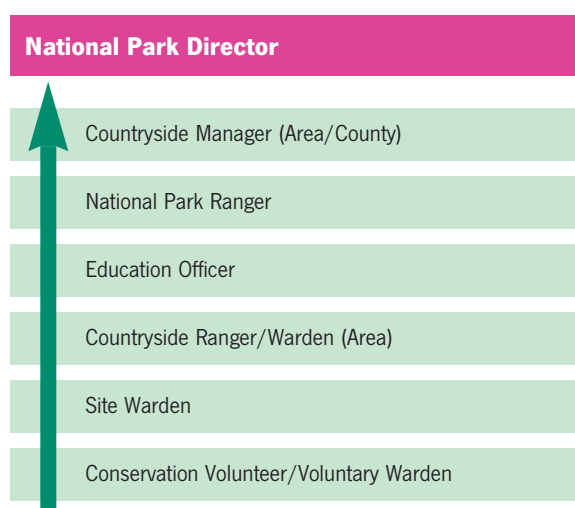 National Park Director
Countryside Manager (Area/County)
National Park Ranger
Education Officer
Countryside Ranger/Warden (Area)
Site Warden
Conservation Volunteer/Voluntary Warden